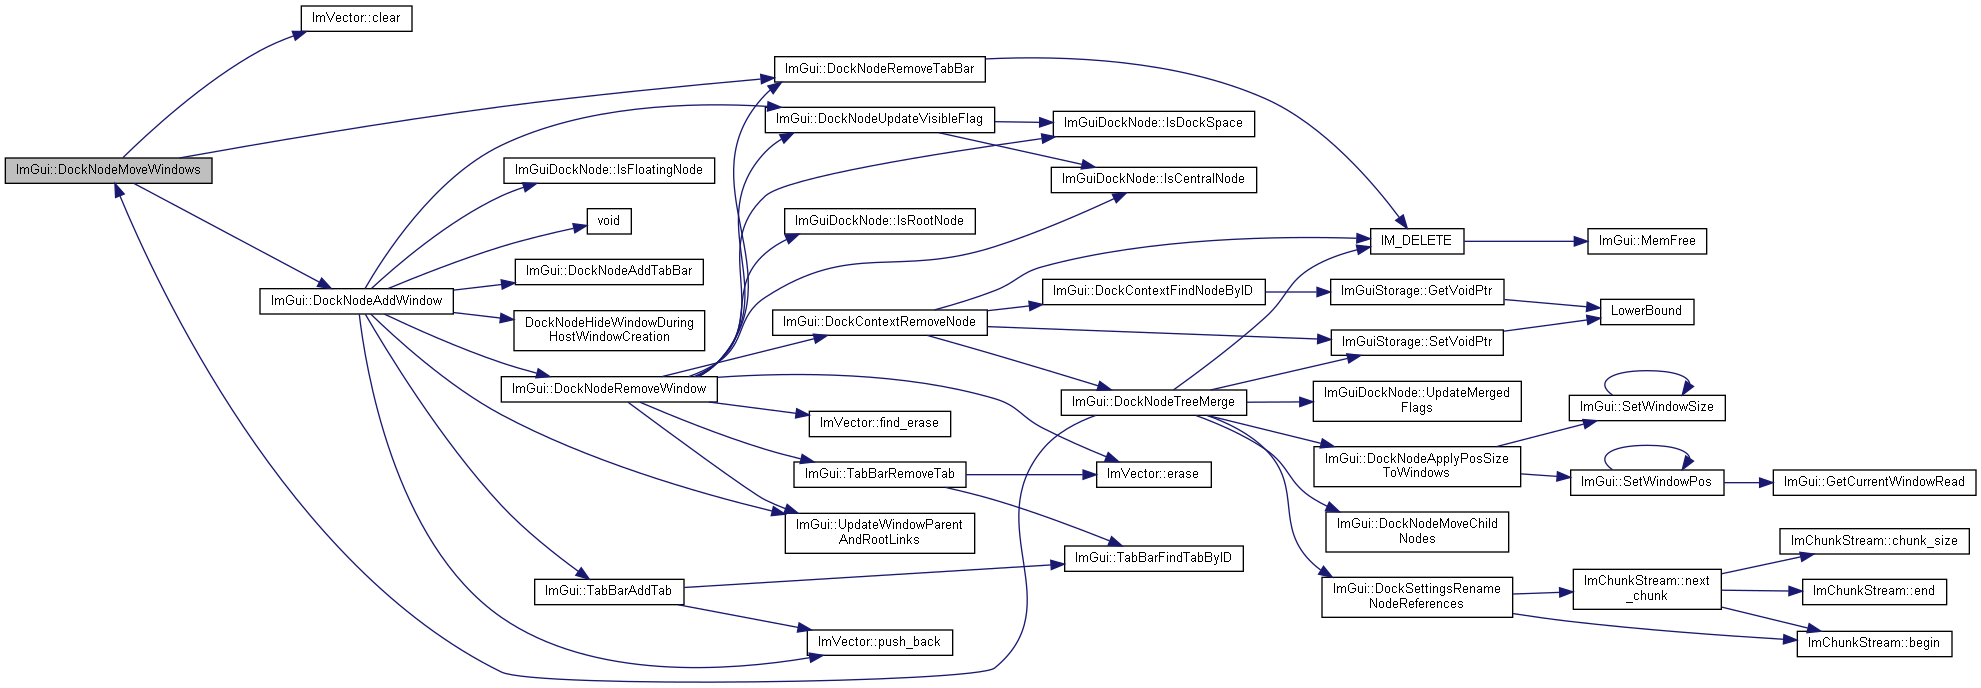 ImVector::clear
ImGui::DockNodeRemoveTabBar
ImGui::DockNodeUpdateVisibleFlag
ImGuiDockNode::IsDockSpace
ImGui::DockNodeMoveWindows
ImGuiDockNode::IsFloatingNode
ImGuiDockNode::IsCentralNode
void
ImGuiDockNode::IsRootNode
IM_DELETE
ImGui::MemFree
ImGui::DockNodeAddTabBar
ImGui::DockNodeAddWindow
ImGui::DockContextFindNodeByID
ImGuiStorage::GetVoidPtr
LowerBound
DockNodeHideWindowDuring
HostWindowCreation
ImGui::DockContextRemoveNode
ImGuiStorage::SetVoidPtr
ImGui::DockNodeRemoveWindow
ImGui::DockNodeTreeMerge
ImGuiDockNode::UpdateMerged
Flags
ImGui::SetWindowSize
ImVector::find_erase
ImGui::DockNodeApplyPosSize
ToWindows
ImGui::TabBarRemoveTab
ImVector::erase
ImGui::SetWindowPos
ImGui::GetCurrentWindowRead
ImGui::UpdateWindowParent
AndRootLinks
ImGui::DockNodeMoveChild
Nodes
ImChunkStream::chunk_size
ImGui::TabBarFindTabByID
ImGui::TabBarAddTab
ImGui::DockSettingsRename
NodeReferences
ImChunkStream::next
_chunk
ImChunkStream::end
ImVector::push_back
ImChunkStream::begin